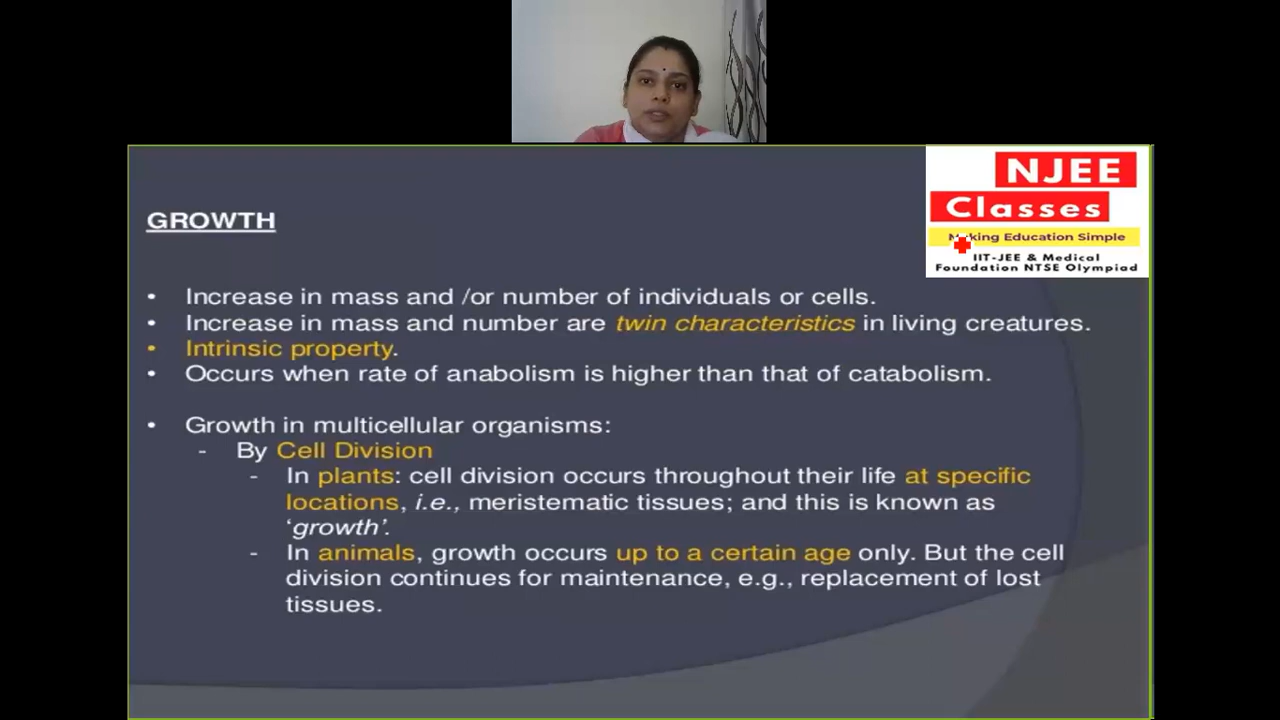 NJEE
Classes
Making Education Simple
IIT-JEE & Medical
Foundation NTSE Olympiad
GROWTH
• Increase in mass and /or number of individuals or cells.
• Increase in mass and number are twin characteristics in living creatures.
• Intrinsic property.
• Occurs when rate of anabolism is higher than that of catabolism.
• Growth in multicellular organisms:
- By Cell Division
- In plants: cell division occurs throughout their life at specific
locations, i.e., meristematic tissues; and this is known as
‘growth’.
- In animals, growth occurs up to a certain age only. But the cell
division continues for maintenance, e.g., replacement of lost
tissues.